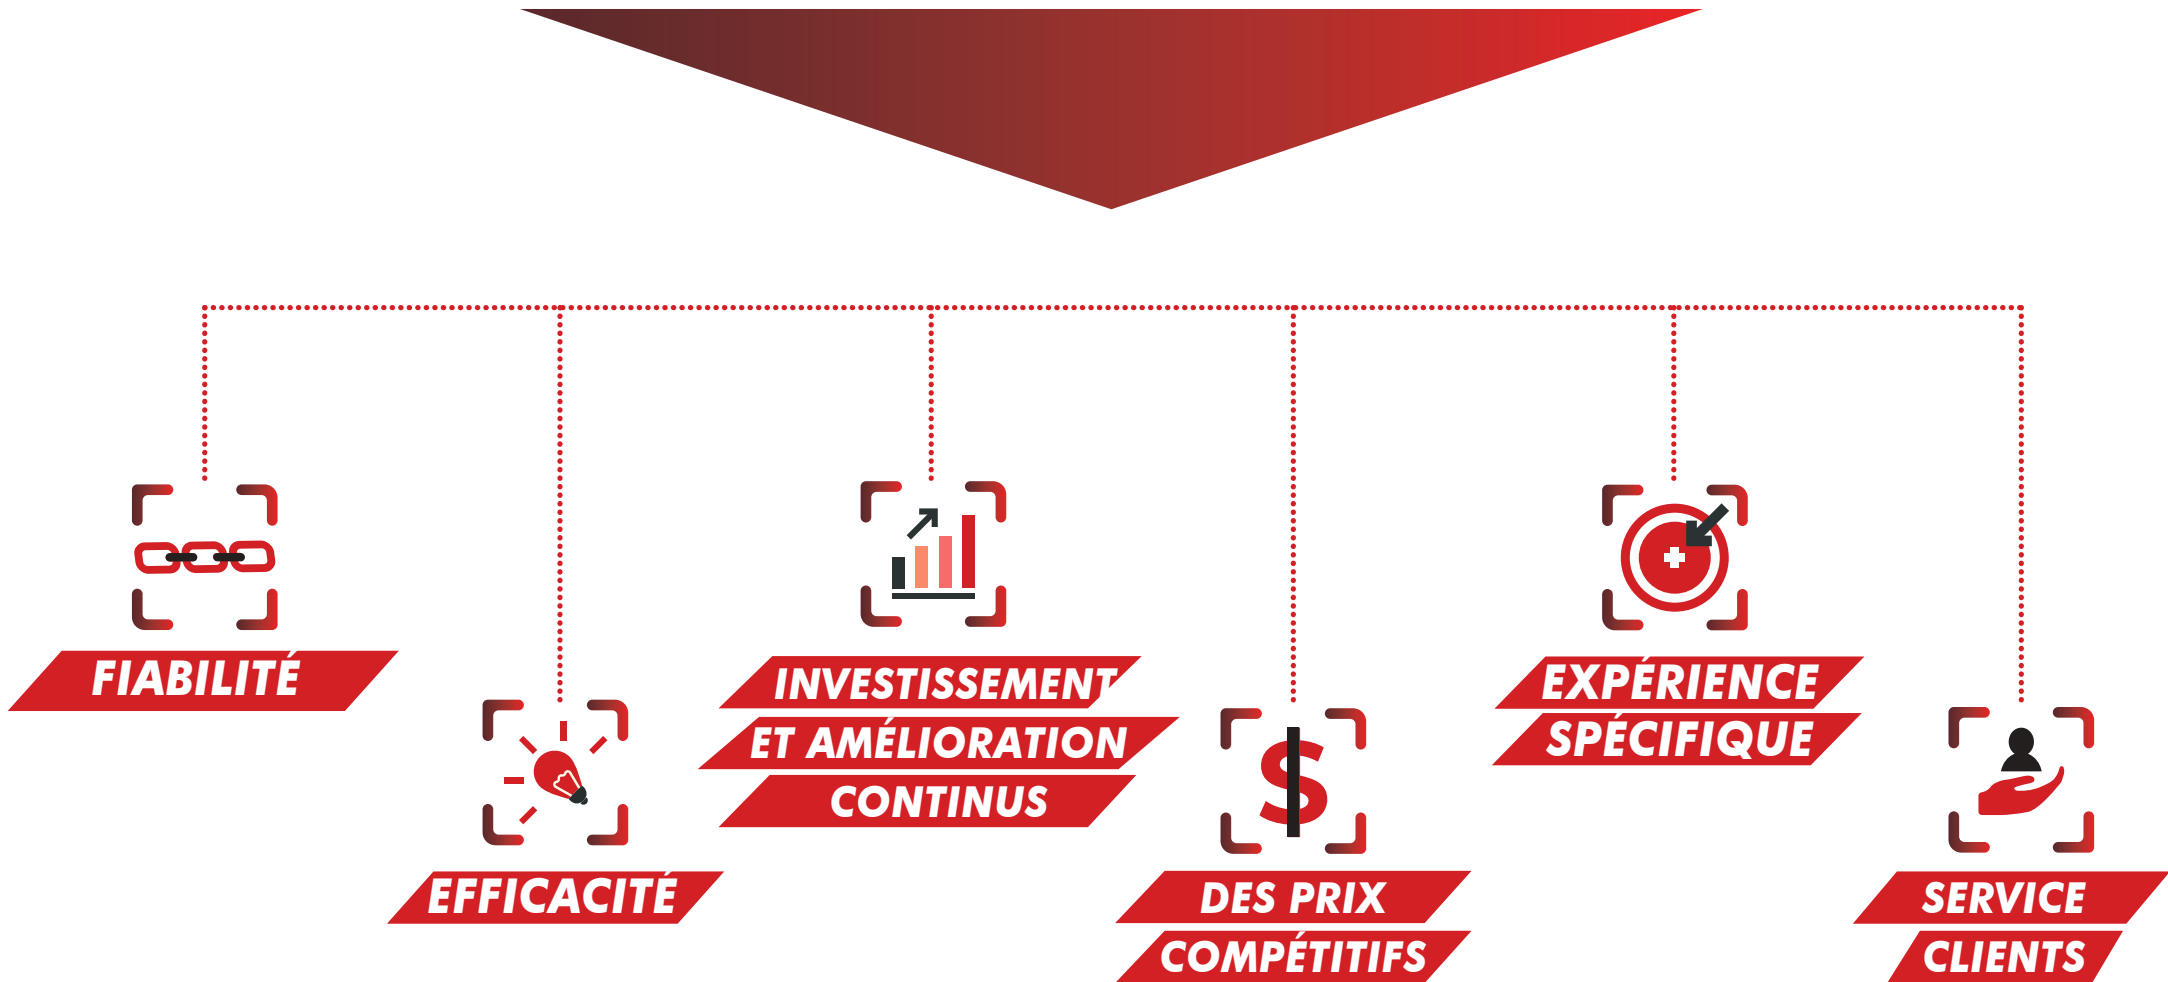 FIABILITÉ
EFFICACITÉ
INVESTISSEMENT
ET AMÉLIORATION
CONTINUS
DES PRIX
COMPÉTITIFS
EXPÉRIENCE
SPÉCIFIQUE
SERVICE
CLIENTS